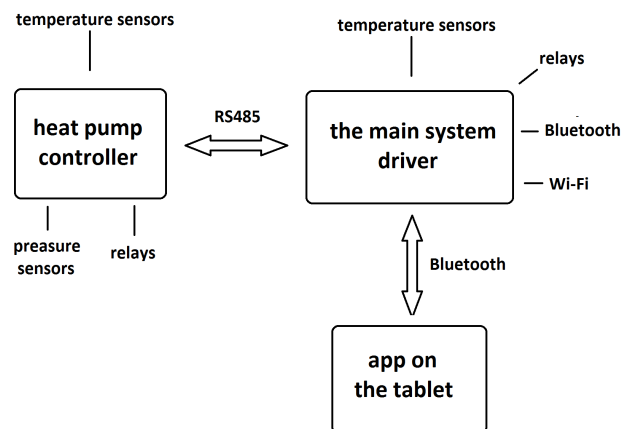 temperature sensors
temperature sensors
relays
RS485
heat pump
controller
the main system
driver
Bluetooth
Wi-Fi
preasure
sensors
relays
Bluetooth
app on
the tablet